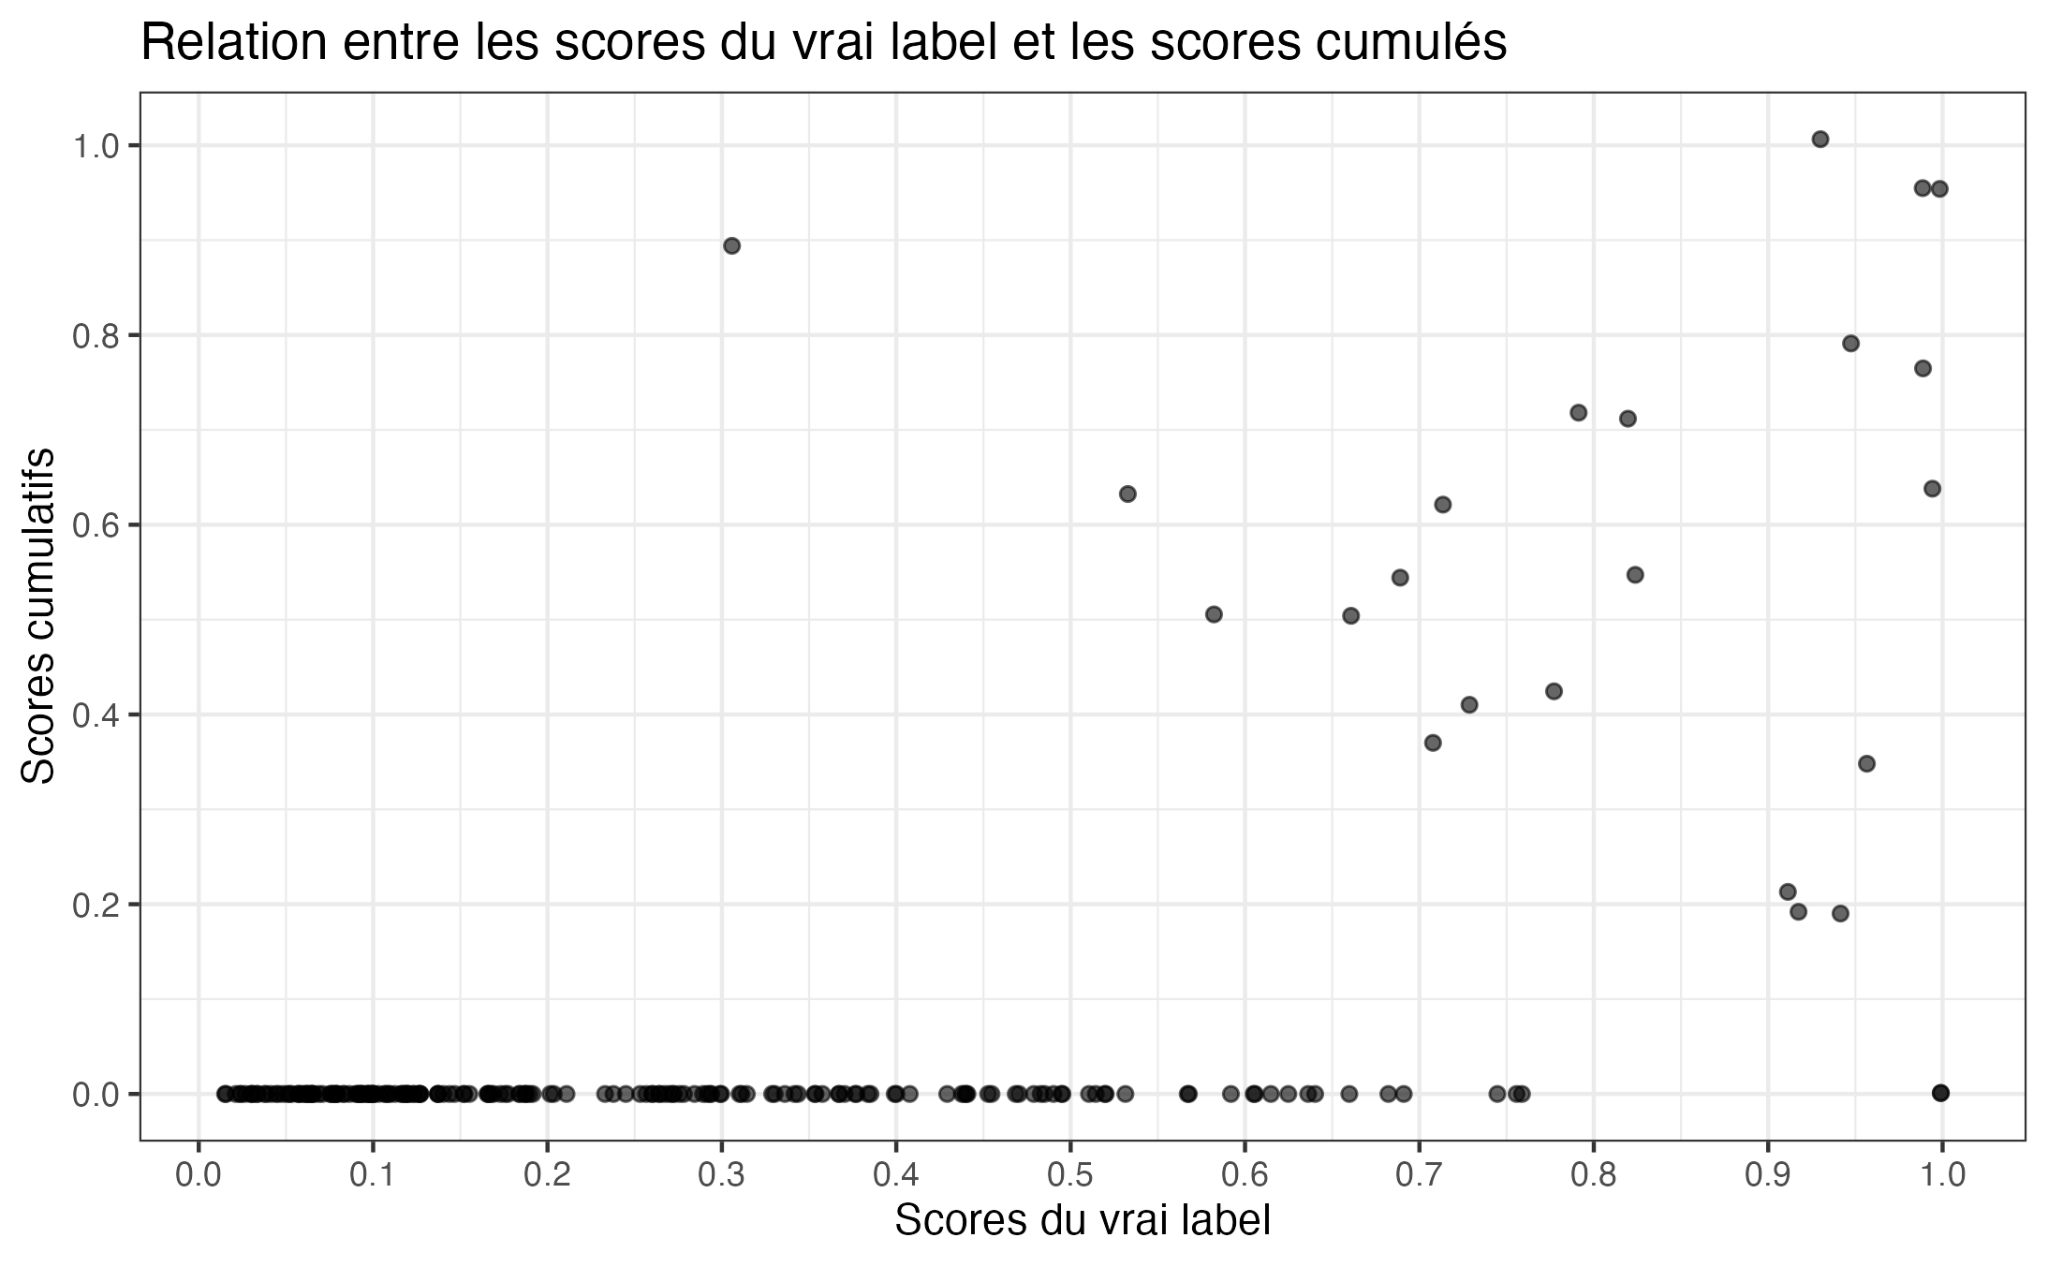 Relation entre les scores du vrai label et les scores cumulés
Scores cumulatifs
1.0
0.8
0.6
0.4
0.2
0.0
0.0 0.1 0.2 0.3 0.4 0.5 0.6 0.7 0.8 0.9 1.0
Scores du vrai label